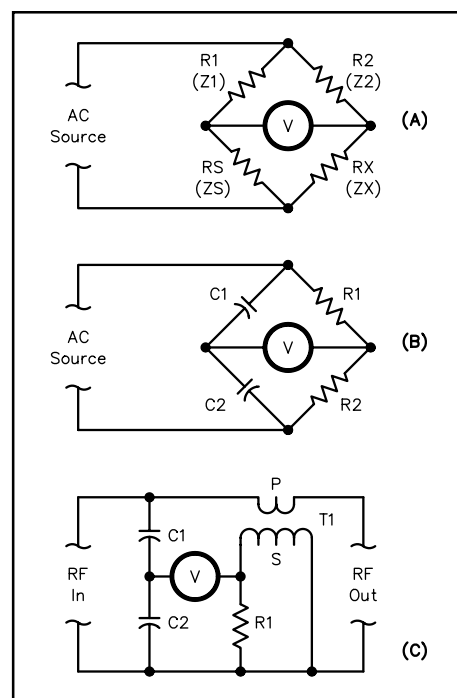 R1
(Z1)
R2
(Z2)
AC
Source
V
(A)
RS
(ZS)
RX
(ZX)
C1
R1
AC
Source
V
(B)
C2
R2
P
C1
T1
RF
In
V
S
RF
Out
C2
R1
(C)